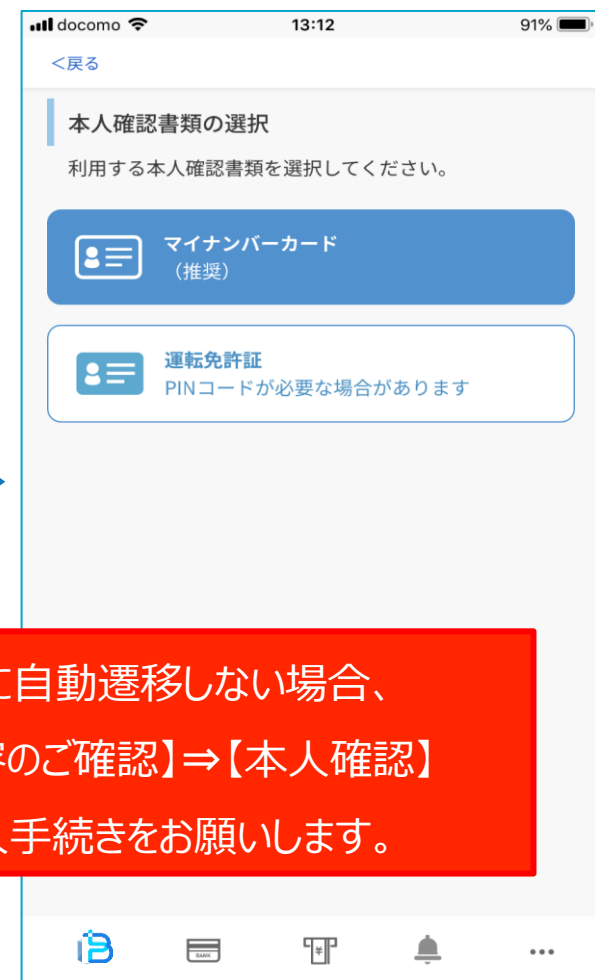 docomo 13:12 91%
<戻る
本人確認書類の選択
利用する本人確認書類を選択してください。
マイナンバーカード
(推奨)
運転免許証
PINコードが必要な場合があります
に自動遷移しない場合、
のご確認】⇒【本人確認】
手続きをお願いします。
BANK ¥